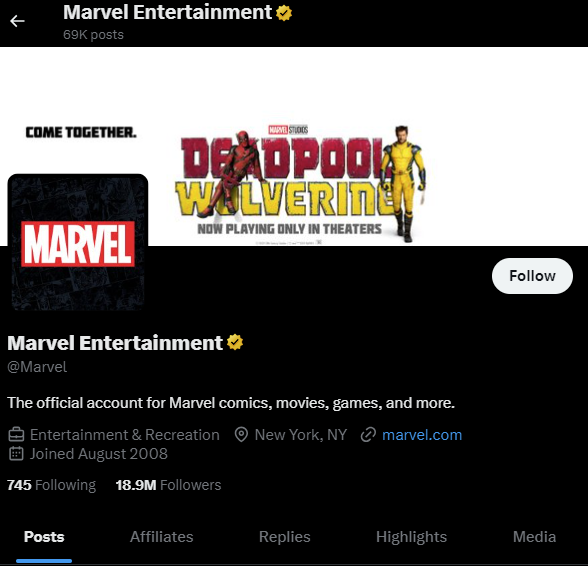 Marvel Entertainment
69K posts
COME TOGETHER.
MARVEL STUDIOS
DEADPOOL
WOLVERINE
NOW PLAYING ONLY IN THEATERS
MARVEL
Follow
Marvel Entertainment
@Marvel
The official account for Marvel comics, movies, games, and more.
Entertainment & Recreation New York, NY marvel.com
Joined August 2008
745 Following 18.9M Followers
Posts Affiliates Replies Highlights Media